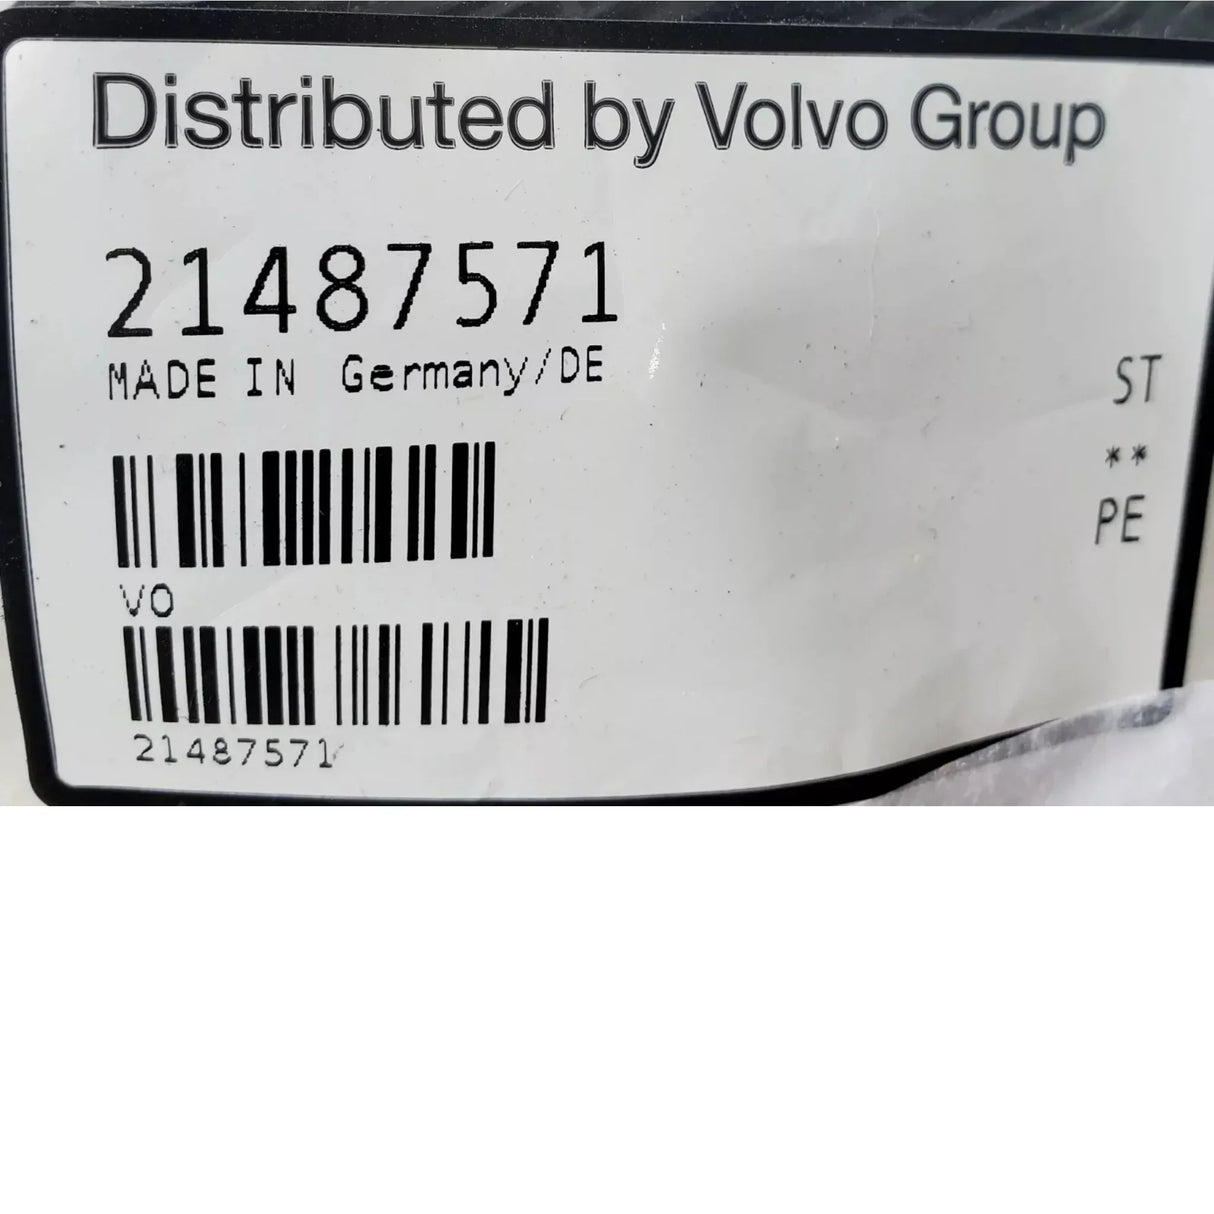 Distributed by Volvo Group
21487571
MADE IN Germany/DE
ST
**
PE
VO
21487571